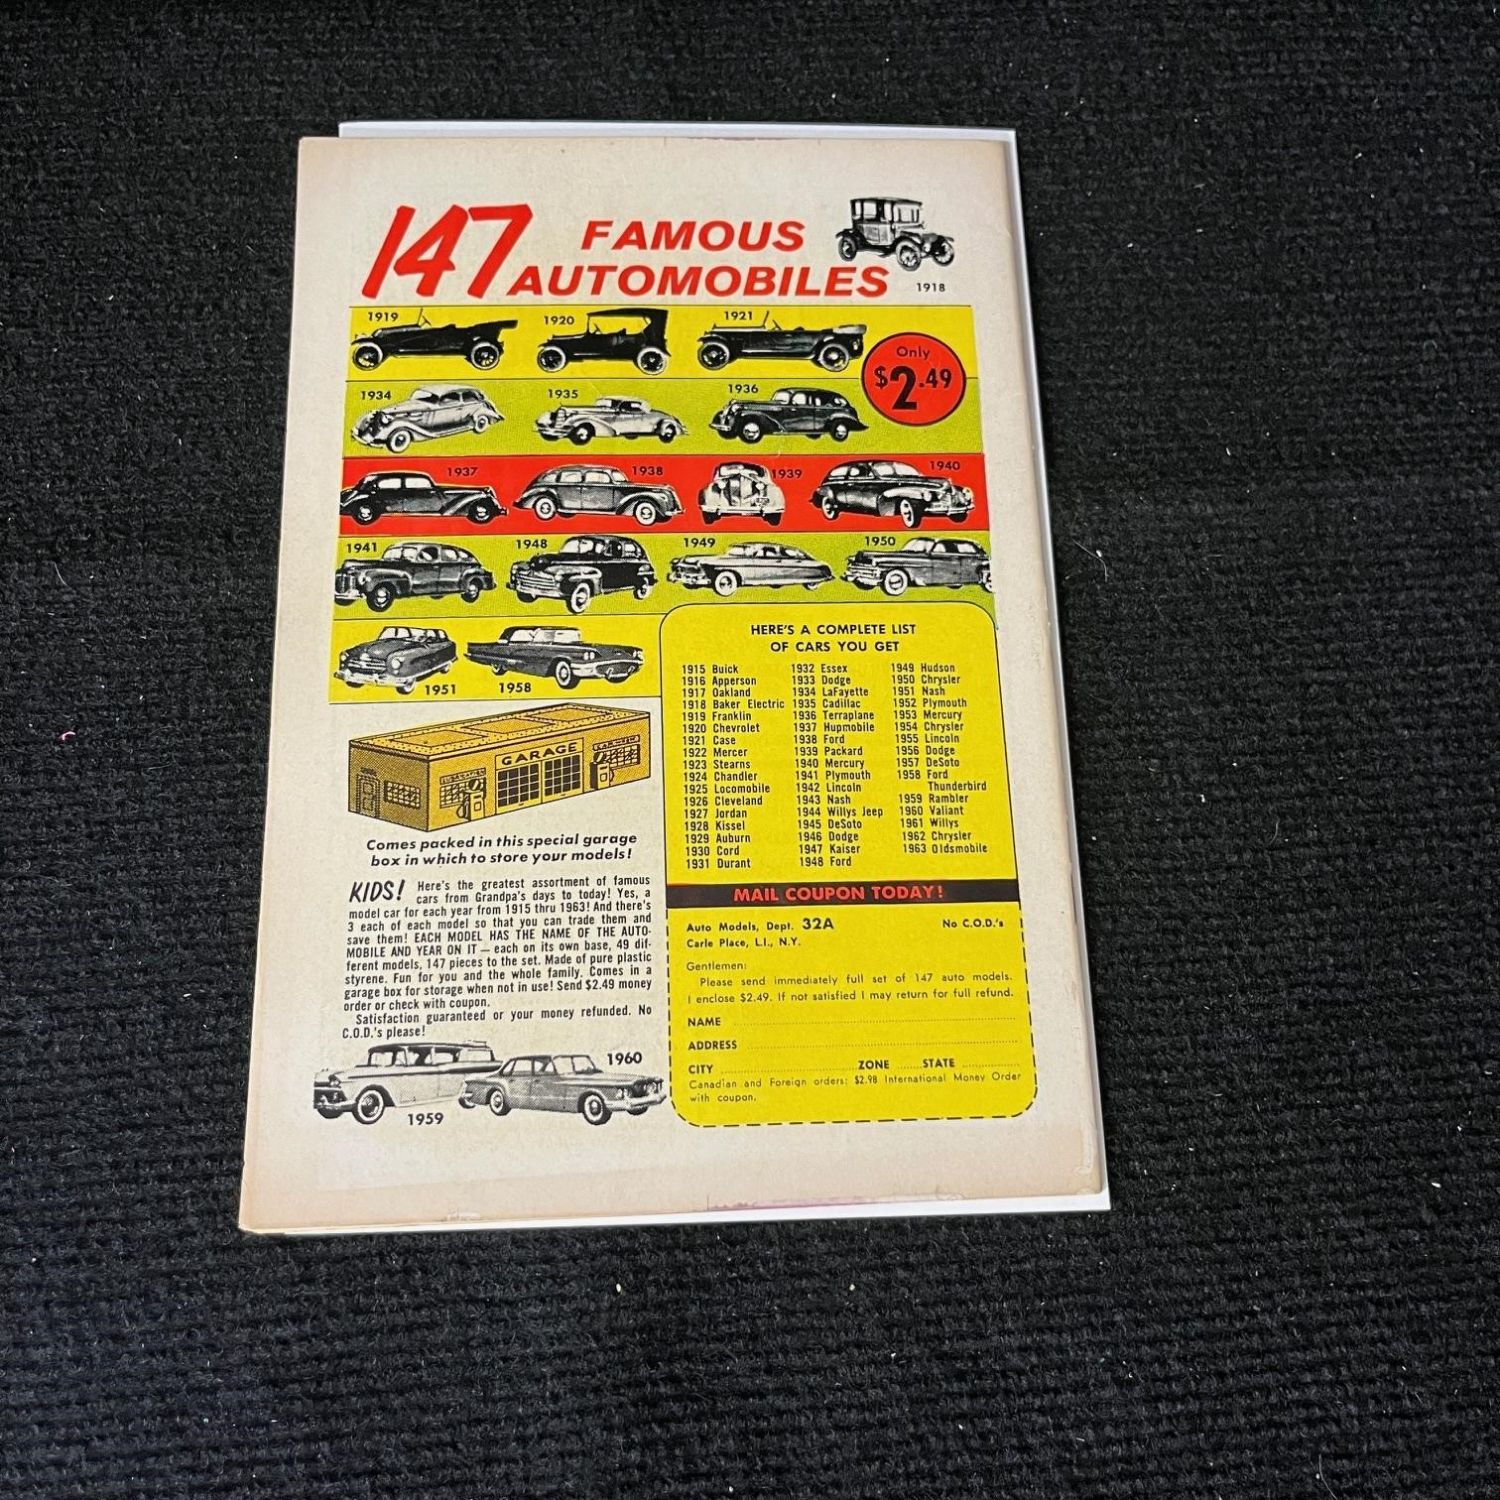 147 FAMOUS
AUTOMOBILES
1918
1919
1920
1921
Only
$2.49
1934
1935
1936
1937
1938
1939
1940
1941
1948
1949
1950
1951
1958
GARAGE
Comes packed in this special garage
box in which to store your models!
KIDS! Here's the greatest assortment of famous
cars from Grandpa's days to today! Yes, a
model car for each year from 1915 thru 1963! And there's
3 each of each model so that you can trade them and
save them! EACH MODEL HAS THE NAME OF THE AUTO-
MOBILE AND YEAR ON IT — each on its own base, 49 dif-
ferent models, 147 pieces to the set. Made of pure plastic
styrene. Fun for you and the whole family. Comes in a
garage box for storage when not in use! Send $2.49 money
order or check with coupon.
Satisfaction guaranteed or your money refunded. No
C.O.D.'s please!
1959
1960
HERE'S A COMPLETE LIST
OF CARS YOU GET
1915 Buick
1916 Apperson
1917 Oakland
1918 Baker Electric
1919 Franklin
1920 Chevrolet
1921 Case
1922 Mercer
1923 Stearns
1924 Chandler
1925 Locomobile
1926 Cleveland
1927 Jordan
1928 Kissel
1929 Auburn
1930 Cord
1931 Durant
1932 Essex
1933 Dodge
1934 LaFayette
1935 Cadillac
1936 Terraplane
1937 Hupmobile
1938 Ford
1939 Packard
1940 Mercury
1941 Plymouth
1942 Lincoln
1943 Nash
1944 Willys Jeep
1945 DeSoto
1946 Dodge
1947 Kaiser
1948 Ford
1949 Hudson
1950 Chrysler
1951 Nash
1952 Plymouth
1953 Mercury
1954 Chrysler
1955 Lincoln
1956 Dodge
1957 DeSoto
1958 Ford
Thunderbird
1959 Rambler
1960 Valiant
1961 Willys
1962 Chrysler
1963 Oldsmobile
MAIL COUPON TODAY!
Auto Models, Dept. 32A No C.O.D.'s
Carle Place, L.I., N.Y.
Gentlemen:
Please send immediately full set of 147 auto models.
I enclose $2.49. If not satisfied I may return for full refund.
NAME
ADDRESS
CITY ZONE STATE
Canadian and Foreign orders: $2.98 International Money Order
with coupon.